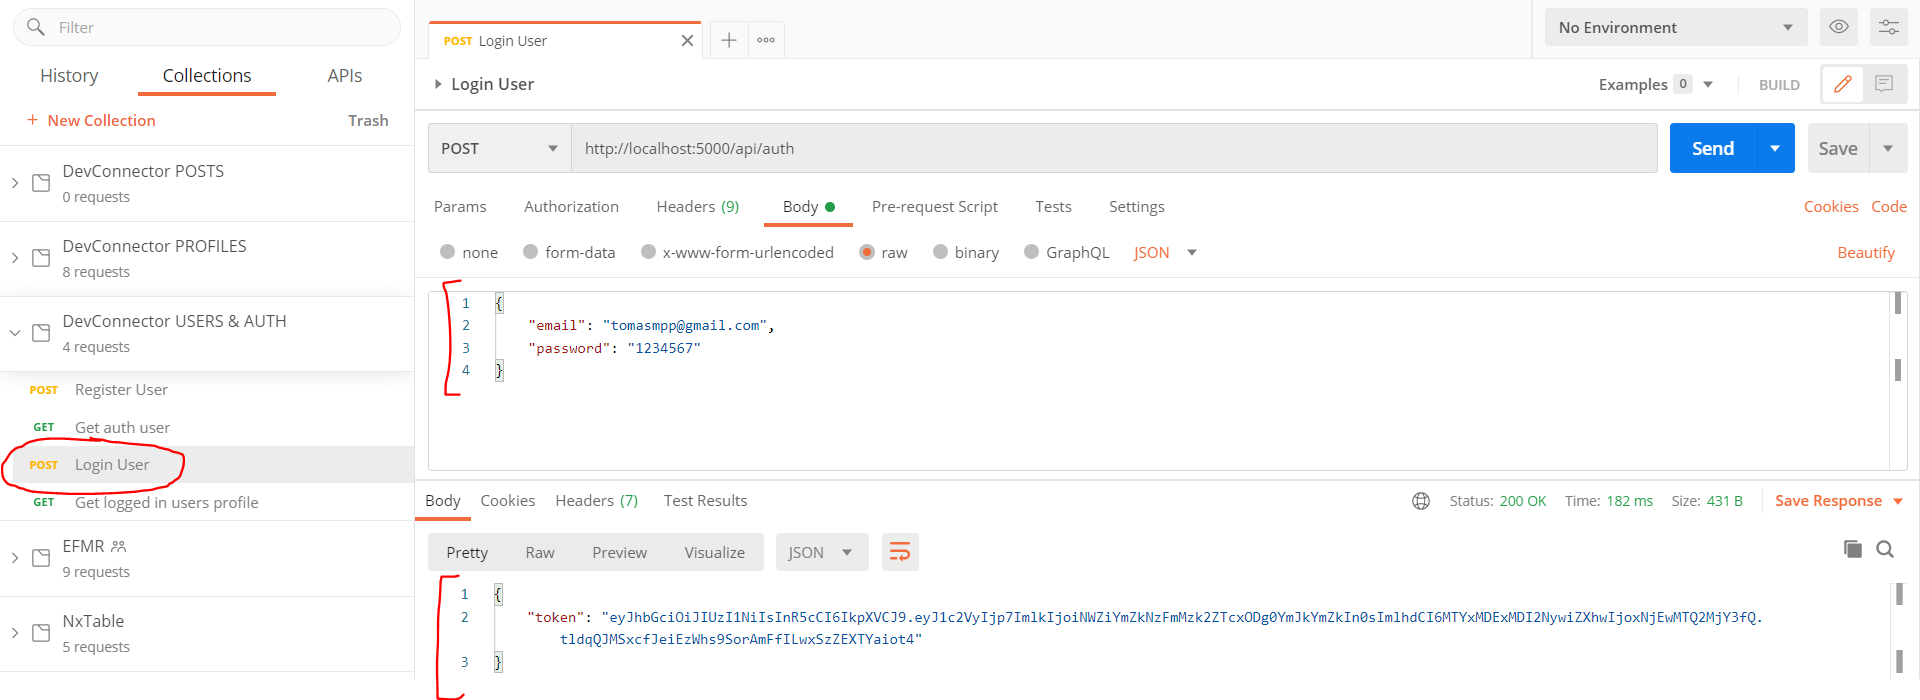 Filter
History Collections APIs
+ New Collection Trash
DevConnector POSTS
0 requests
DevConnector PROFILES
8 requests
DevConnector USERS & AUTH
4 requests
POST Register User
GET Get auth user
POST Login User
GET Get logged in users profile
EFMR
9 requests
NxTable
5 requests
POST Login User
No Environment
Login User
Examples 0 BUILD
POST http://localhost:5000/api/auth Send Save
Params Authorization Headers (9) Body Pre-request Script Tests Settings Cookies Code
none form-data x-www-form-urlencoded raw binary GraphQL JSON Beautify
1 {
2 "email": "tomasmpp@gmail.com",
3 "password": "1234567"
4 }
Body Cookies Headers (7) Test Results Status: 200 OK Time: 182 ms Size: 431 B Save Response
Pretty Raw Preview Visualize JSON
1 {
2 "token": "eyJhbGciOiJIUzI1NiIsInR5cCI6IkpXVCJ9.eyJ1c2VyIjp7ImlkIjoiNWZiYmZkNzFmMzk2ZTcxODg0YmJkYmZkIn0sImlhdCI6MTYxMDExMDI2NywiZXhwIjoxNjEwMTQ2MjY3fQ.
tldqQJMSxcfJeiEzWhs9SorAmFfILwxSzZEXTYaiot4"
3 }